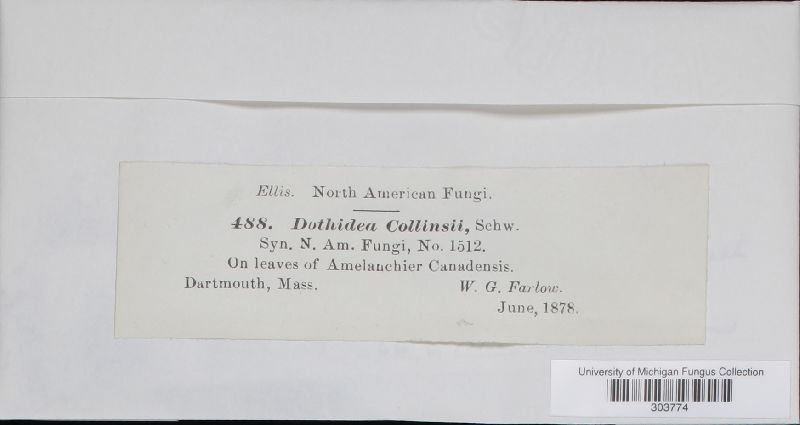 Ellis. North American Fungi.
488. Dothidea Collinsii, Schw.
Syn. N. Am. Fungi, No. 1512.
On leaves of Amelanchier Canadensis.
Dartmouth, Mass. W. G. Farlow.
June, 1878.
University of Michigan Fungus Collection
303774